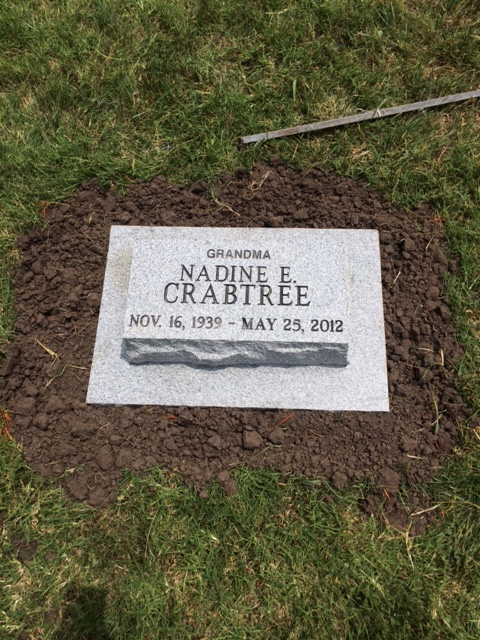 GRANDMA
NADINE E.
CRABTREE
NOV. 16, 1939 - MAY 25, 2012